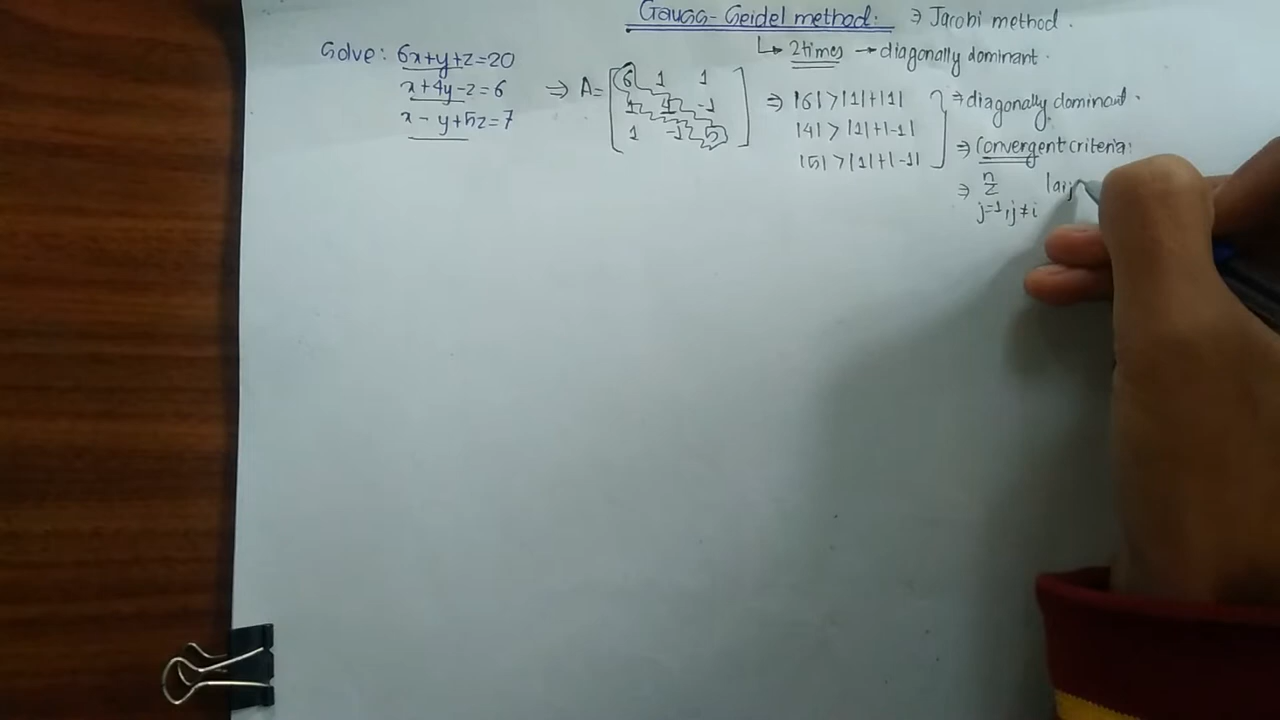 Gauss-Seidel method: ⇒ Jarobi method.
↳ 2times → diagonally dominant.
Solve: 6x+y+z=20
x+4y-z=6
x-y+5z=7
⇒ A= [6 1 1
1 4 -1
1 -1 5]
⇒ |6| > |1|+|1|
|4| > |1|+|-1|
|5| > |1|+|-1|
} ⇒ diagonally dominant.
⇒ Convergent criteria:
⇒ n
Σ |aij
j=1, j≠i